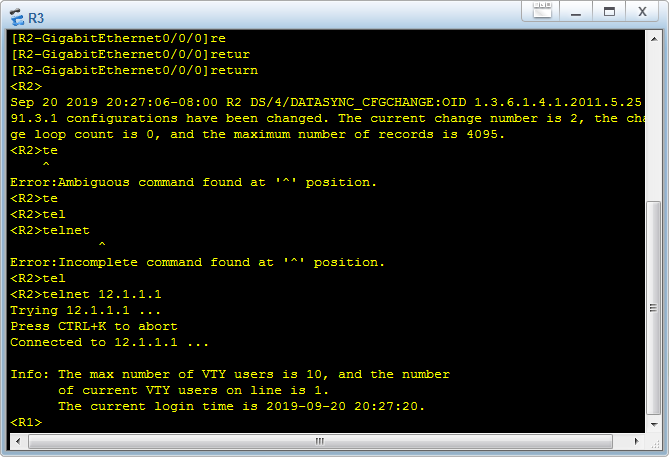 R3
[R2-GigabitEthernet0/0/0]re
[R2-GigabitEthernet0/0/0]retur
[R2-GigabitEthernet0/0/0]return
<R2>
Sep 20 2019 20:27:06-08:00 R2 DS/4/DATASYNC_CFGCHANGE:OID 1.3.6.1.4.1.2011.5.25
91.3.1 configurations have been changed. The current change number is 2, the cha
ge loop count is 0, and the maximum number of records is 4095.
<R2>te
^
Error:Ambiguous command found at '^' position.
<R2>te
<R2>tel
<R2>telnet
^
Error:Incomplete command found at '^' position.
<R2>tel
<R2>telnet 12.1.1.1
Trying 12.1.1.1 ...
Press CTRL+K to abort
Connected to 12.1.1.1 ...
Info: The max number of VTY users is 10, and the number
of current VTY users on line is 1.
The current login time is 2019-09-20 20:27:20.
<R1>